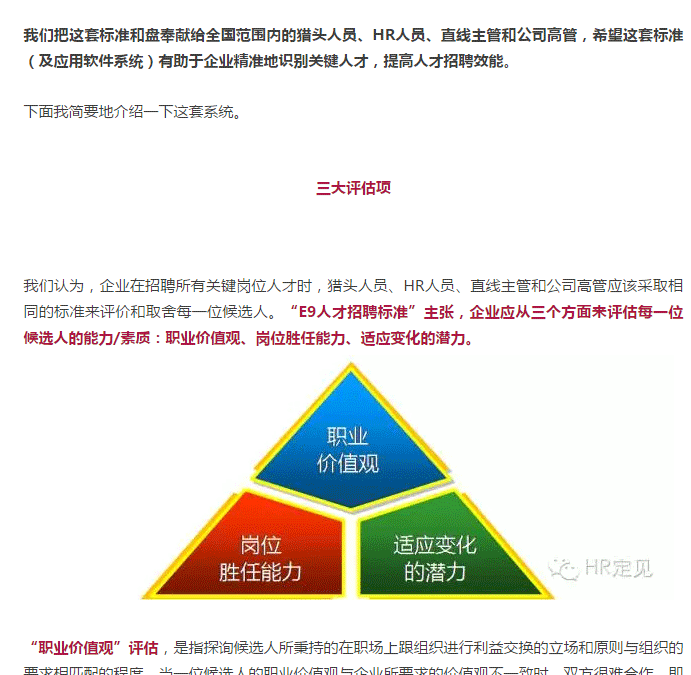 我们把这套标准和盘奉献给全国范围内的猎头人员、HR人员、直线主管和公司高管，希望这套标准
（及应用软件系统）有助于企业精准地识别关键人才，提高人才招聘效能。
下面我简要地介绍一下这套系统。
三大评估项
我们认为，企业在招聘所有关键岗位人才时，猎头人员、HR人员、直线主管和公司高管应该采取相
同的标准来评价和取舍每一位候选人。“E9人才招聘标准”主张，企业应从三个方面来评估每一位
候选人的能力/素质：职业价值观、岗位胜任能力、适应变化的潜力。
职业
价值观
岗位
胜任能力
适应变化
的潜力
HR定见
“职业价值观”评估，是指探询候选人所秉持的在职场上跟组织进行利益交换的立场和原则与组织的
要求相匹配的程度。当一位候选人的职业价值观与企业所要求的价值观不一致时，双方很难合作，即